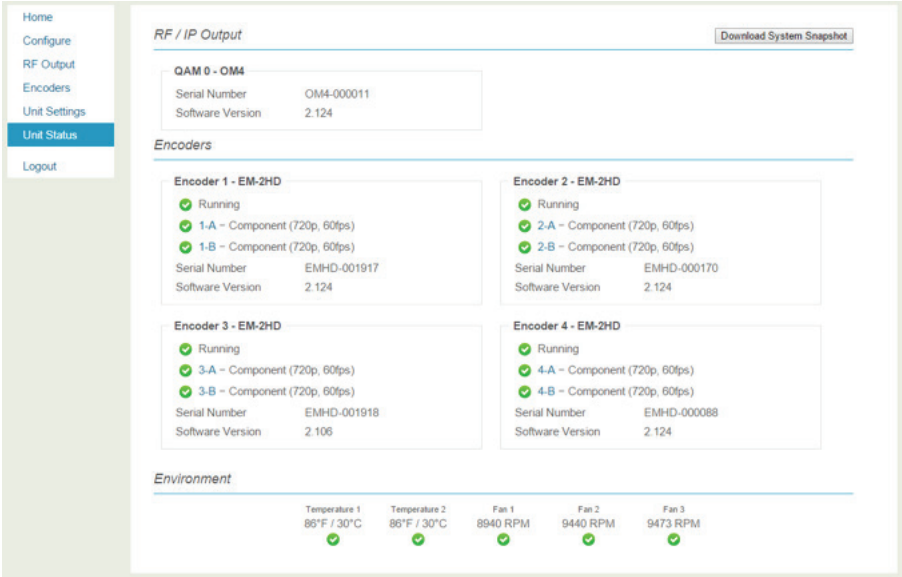 Home
Configure
RF Output
Encoders
Unit Settings
Unit Status
Logout
RF / IP Output
Download System Snapshot
QAM 0 - OM4
Serial Number OM4-000011
Software Version 2.124
Encoders
Encoder 1 - EM-2HD
Running
1-A – Component (720p, 60fps)
1-B – Component (720p, 60fps)
Serial Number EMHD-001917
Software Version 2.124
Encoder 2 - EM-2HD
Running
2-A – Component (720p, 60fps)
2-B – Component (720p, 60fps)
Serial Number EMHD-000170
Software Version 2.124
Encoder 3 - EM-2HD
Running
3-A – Component (720p, 60fps)
3-B – Component (720p, 60fps)
Serial Number EMHD-001918
Software Version 2.106
Encoder 4 - EM-2HD
Running
4-A – Component (720p, 60fps)
4-B – Component (720p, 60fps)
Serial Number EMHD-000088
Software Version 2.124
Environment
Temperature 1 Temperature 2 Fan 1 Fan 2 Fan 3
86°F / 30°C 86°F / 30°C 8940 RPM 9440 RPM 9473 RPM